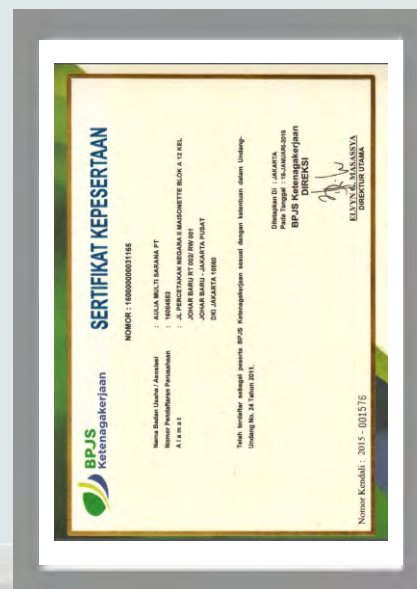 BPJS
Ketenagakerjaan
SERTIFIKAT KEPESERTAAN
NOMOR : 160000000031165
Nama Badan Usaha / Asosiasi : AULIA MULTI SARANA PT
Nomor Pendaftaran Perusahaan : 16004682
A l a m a t : JL PERCETAKAN NEGARA II MAISONETTE BLOK A 12 KEL
JOHAR BARU RT 002/ RW 001
JOHAR BARU - JAKARTA PUSAT
DKI JAKARTA 10560
Telah terdaftar sebagai peserta BPJS Ketenagakerjaan sesuai dengan ketentuan dalam Undang-
Undang No. 24 Tahun 2011.
Ditetapkan Di : JAKARTA
Pada Tanggal : 19-JANUARI-2016
BPJS Ketenagakerjaan
DIREKSI
ELVYN G. MASASSYA
DIREKTUR UTAMA
Nomor Kendali : 2015 - 001576